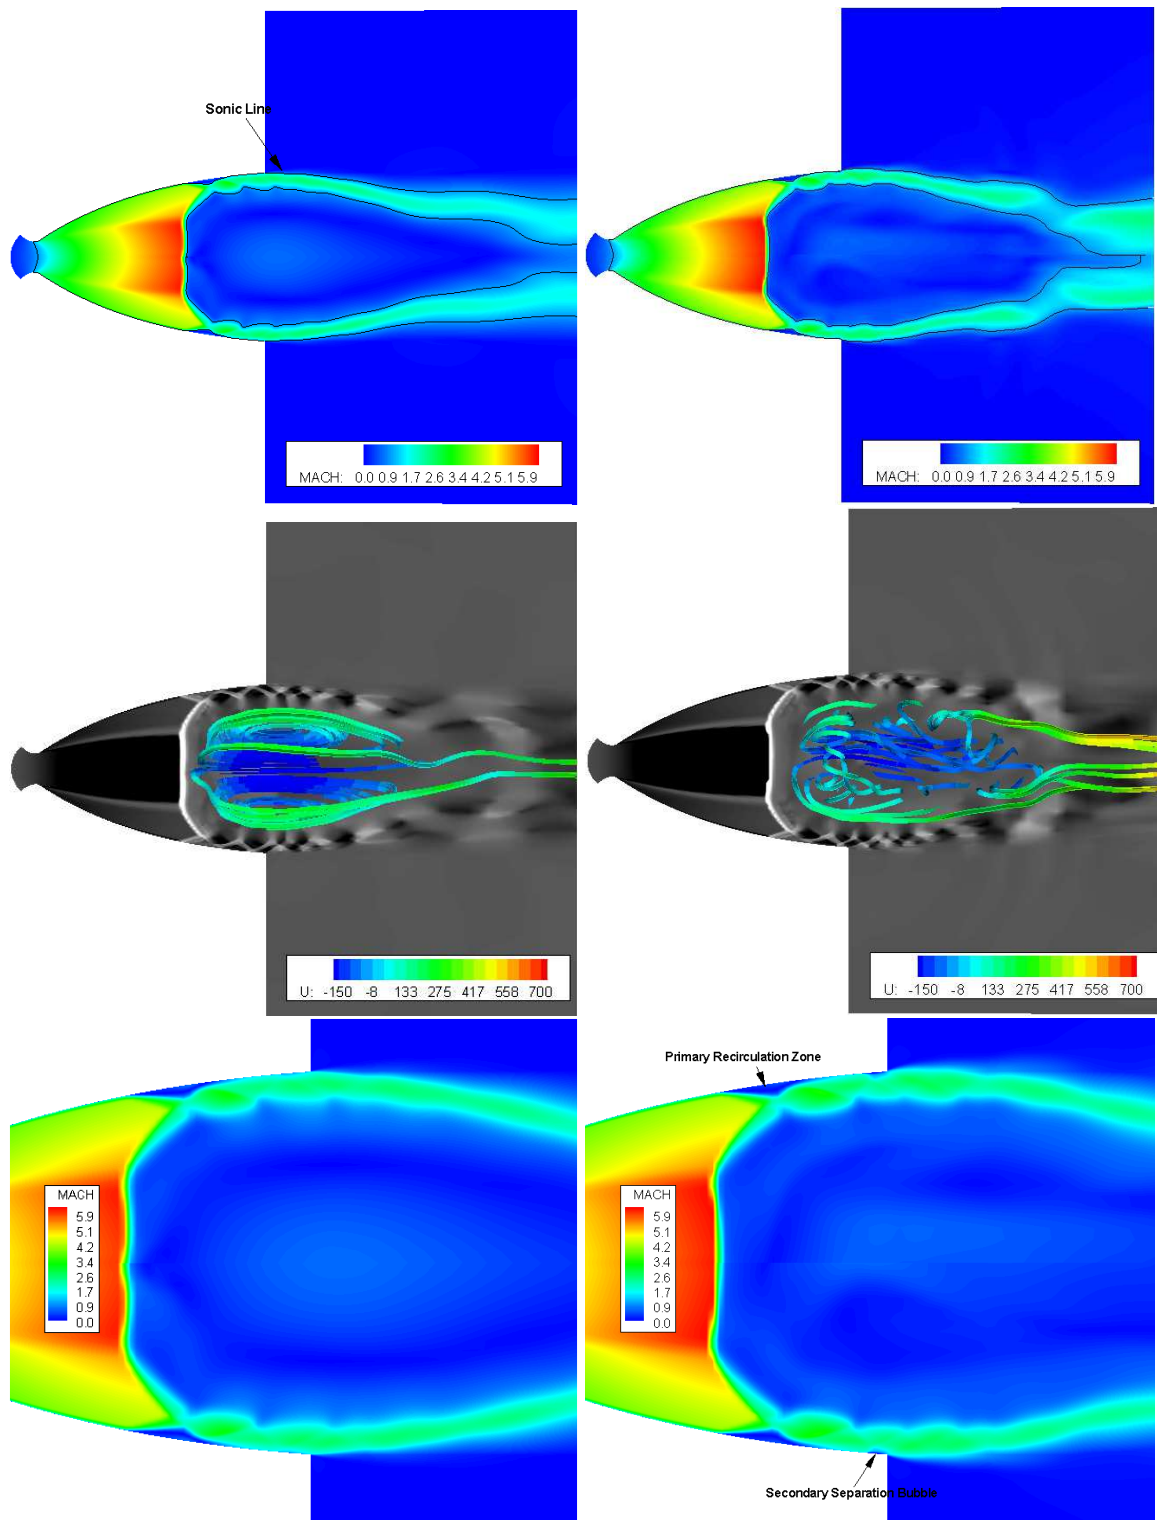 Sonic Line
MACH: 0.0 0.9 1.7 2.6 3.4 4.2 5.1 5.9
MACH: 0.0 0.9 1.7 2.6 3.4 4.2 5.1 5.9
U: -150 -8 133 275 417 558 700
U: -150 -8 133 275 417 558 700
Primary Recirculation Zone
MACH
5.9
5.1
4.2
3.4
2.6
1.7
0.9
0.0
MACH
5.9
5.1
4.2
3.4
2.6
1.7
0.9
0.0
Secondary Separation Bubble